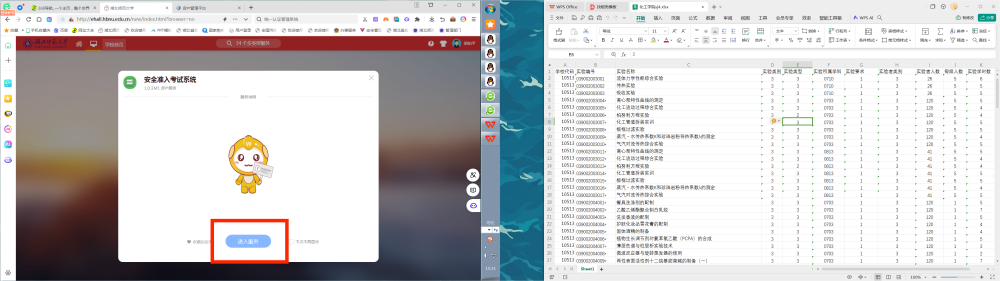 登录账号
360导航_一个主页，整个世界
湖北师范大学
资产管理平台
3
http://ehall.hbnu.edu.cn/new/index.html?browser=no
统一认证管理系统
收藏
手机收藏夹
百度
网址大全
湖北师范
欢迎使用
PPT模板
湖北省政
国家税务
用户登录
全国污染
欢迎使用
欢迎使用
办事服务
安全管理
湖北省高
湖北师范
管理部门
湖北师范大学
学校首页
34 个多类型服务
胡伯平
安全准入考试系统
1.0_EM1 资产服务
服务说明
W
收藏此应用
进入服务
下次不再显示
地址
15:31
WPS Office
找稻壳模板
化工学院sj4.xlsx
文件
开始
插入
页面
公式
数据
审阅
视图
工具
会员专享
效率
智能工具箱
WPS AI
有修改
分享
格式刷
粘贴
等线
11
换行
合并
文本
转换
行和列
工作表
条件格式
表格样式
单元格样式
填充
求和
排序
筛选
冻结
查找
E8
fx
3
A B C D E F G H I J K
1 学校代码 实验编号 实验名称 实验类别 实验类型 实验所属学科 实验要求 实验者类别 实验者人数 每组人数 实验学时数
2 10513 039002003001 流体力学性能综合实验 3 3 0710 1 3 26 5 6
3 10513 039002003002 传热实验 3 3 0710 1 3 26 5 5
4 10513 039002003003 吸收实验 3 3 0710 1 3 26 5 5
5 10513 039002003004* 离心泵特性曲线的测定 3 3 0703 1 3 120 5 5
6 10513 039002003005* 化工流动过程综合实验 3 3 0703 1 3 120 5 4
7 10513 039002003006* 柏努利方程实验 3 2 0703 1 3 120 5 4
8 10513 039002003007* 化工管道拆装实训 3 0703 1 3 120 5 5
9 10513 039002003008* 板框过滤实验 3 3 0703 1 3 120 5 5
10 10513 039002003009* 蒸汽－水传热系数K和珍珠岩粉导热系数λ的测定 3 3 0703 1 3 120 5 4
11 10513 039002003010* 气汽对流传热综合实验 3 3 0703 1 3 120 5 5
12 10513 039002003011* 离心泵特性曲线的测定 3 3 0813 1 3 41 5 5
13 10513 039002003012* 化工流动过程综合实验 3 3 0813 1 3 41 5 4
14 10513 039002003013* 柏努利方程实验 3 2 0813 1 3 41 5 4
15 10513 039002003014* 化工管道拆装实训 3 3 0813 1 3 41 5 5
16 10513 039002003015* 板框过滤实验 3 3 0813 1 3 41 5 5
17 10513 039002003016* 蒸汽－水传热系数K和珍珠岩粉导热系数λ的测定 3 3 0813 1 3 41 5 4
18 10513 039002003017* 气汽对流传热综合实验 3 3 0813 1 3 41 5 5
19 10513 039002004001* 餐具洗涤剂的配制 3 3 0703 1 3 120 1 5
20 10513 039002004002* 乙酸乙烯酯聚合制白乳胶 3 3 0703 1 3 120 1 7
21 10513 039002004003* 洗发香波的配制 3 3 0703 1 3 120 1 5
22 10513 039002004004* 护肤化妆品雪花膏的配制 3 3 0703 1 3 120 1 4
23 10513 039002004005* 固体酒精的制备 3 3 0703 1 3 120 1 4
24 10513 039002004006* 植物生长调节剂对氯苯氧乙酸（PCPA）的合成 3 3 0703 1 3 120 1 5
25 10513 039002004007* 薄层色谱与柱层析实验技术 3 3 0703 1 3 120 1 3
26 10513 039002004008* 微波反应器与旋转蒸发器的使用 3 3 0703 1 3 120 1 2
27 10513 039002004009* 两性表面活性剂十二烷基甜菜碱的制备（一） 3 3 0703 1 3 120 1 7
Sheet1
100%